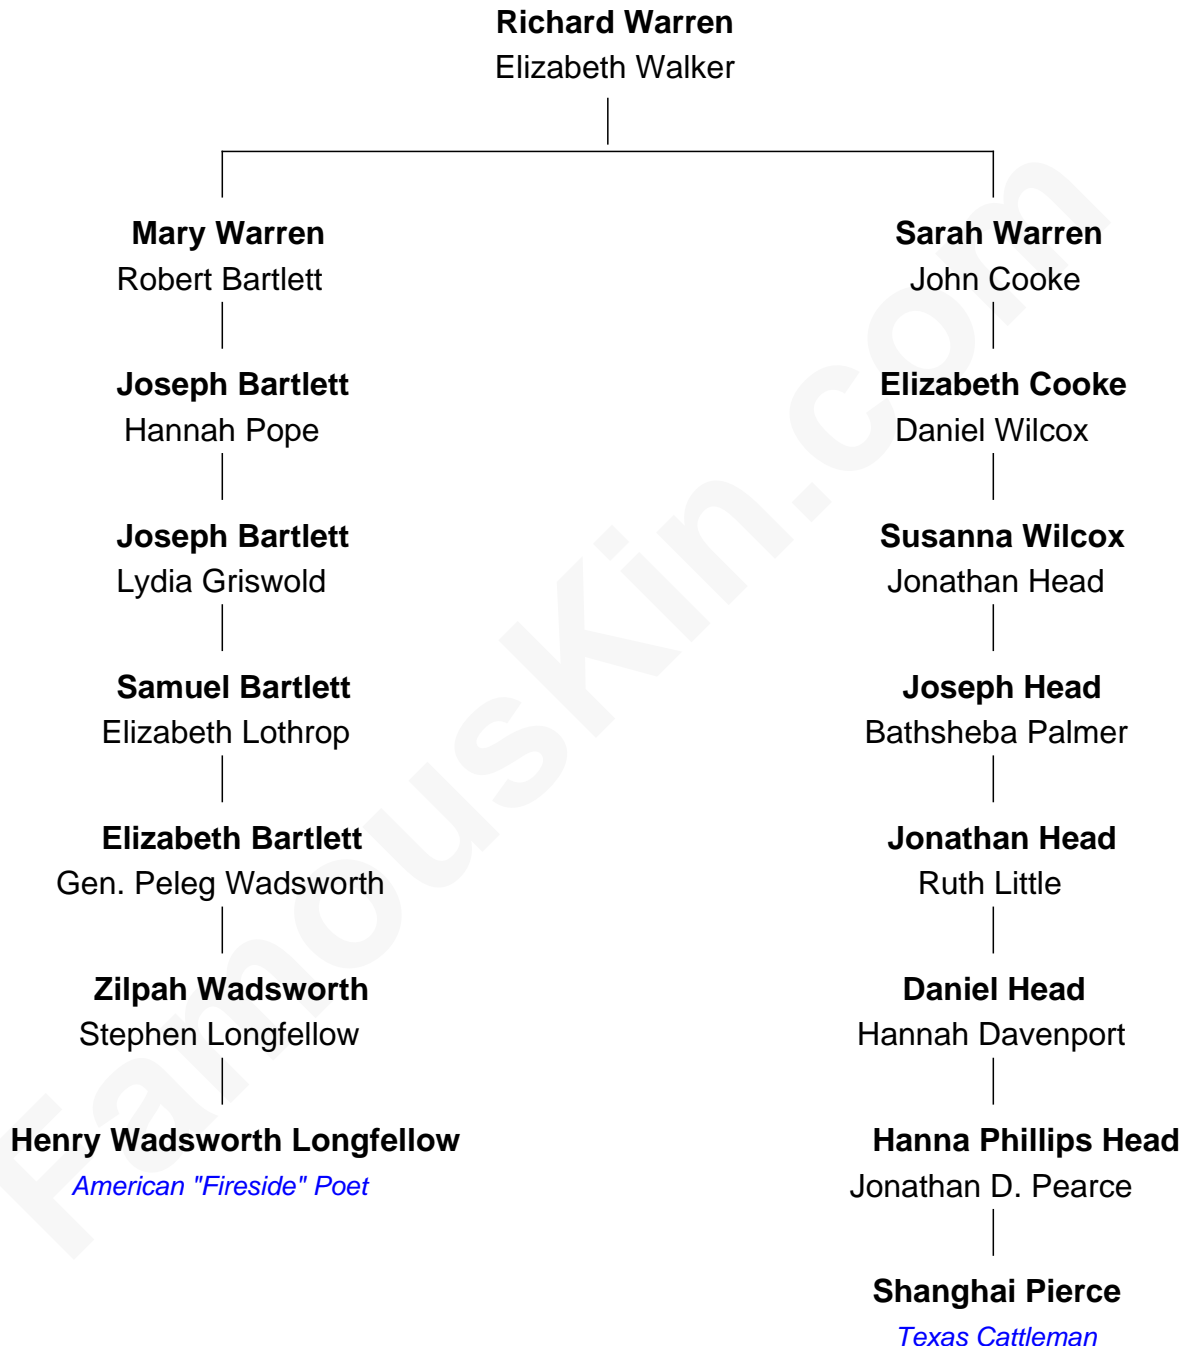 Richard Warren
Elizabeth Walker
Mary Warren
Robert Bartlett
Sarah Warren
John Cooke
Joseph Bartlett
Hannah Pope
Elizabeth Cooke
Daniel Wilcox
Joseph Bartlett
Lydia Griswold
Susanna Wilcox
Jonathan Head
Samuel Bartlett
Elizabeth Lothrop
Joseph Head
Bathsheba Palmer
Elizabeth Bartlett
Gen. Peleg Wadsworth
Jonathan Head
Ruth Little
Zilpah Wadsworth
Stephen Longfellow
Daniel Head
Hannah Davenport
Henry Wadsworth Longfellow
American "Fireside" Poet
Hanna Phillips Head
Jonathan D. Pearce
Shanghai Pierce
Texas Cattleman
FamousKin.com